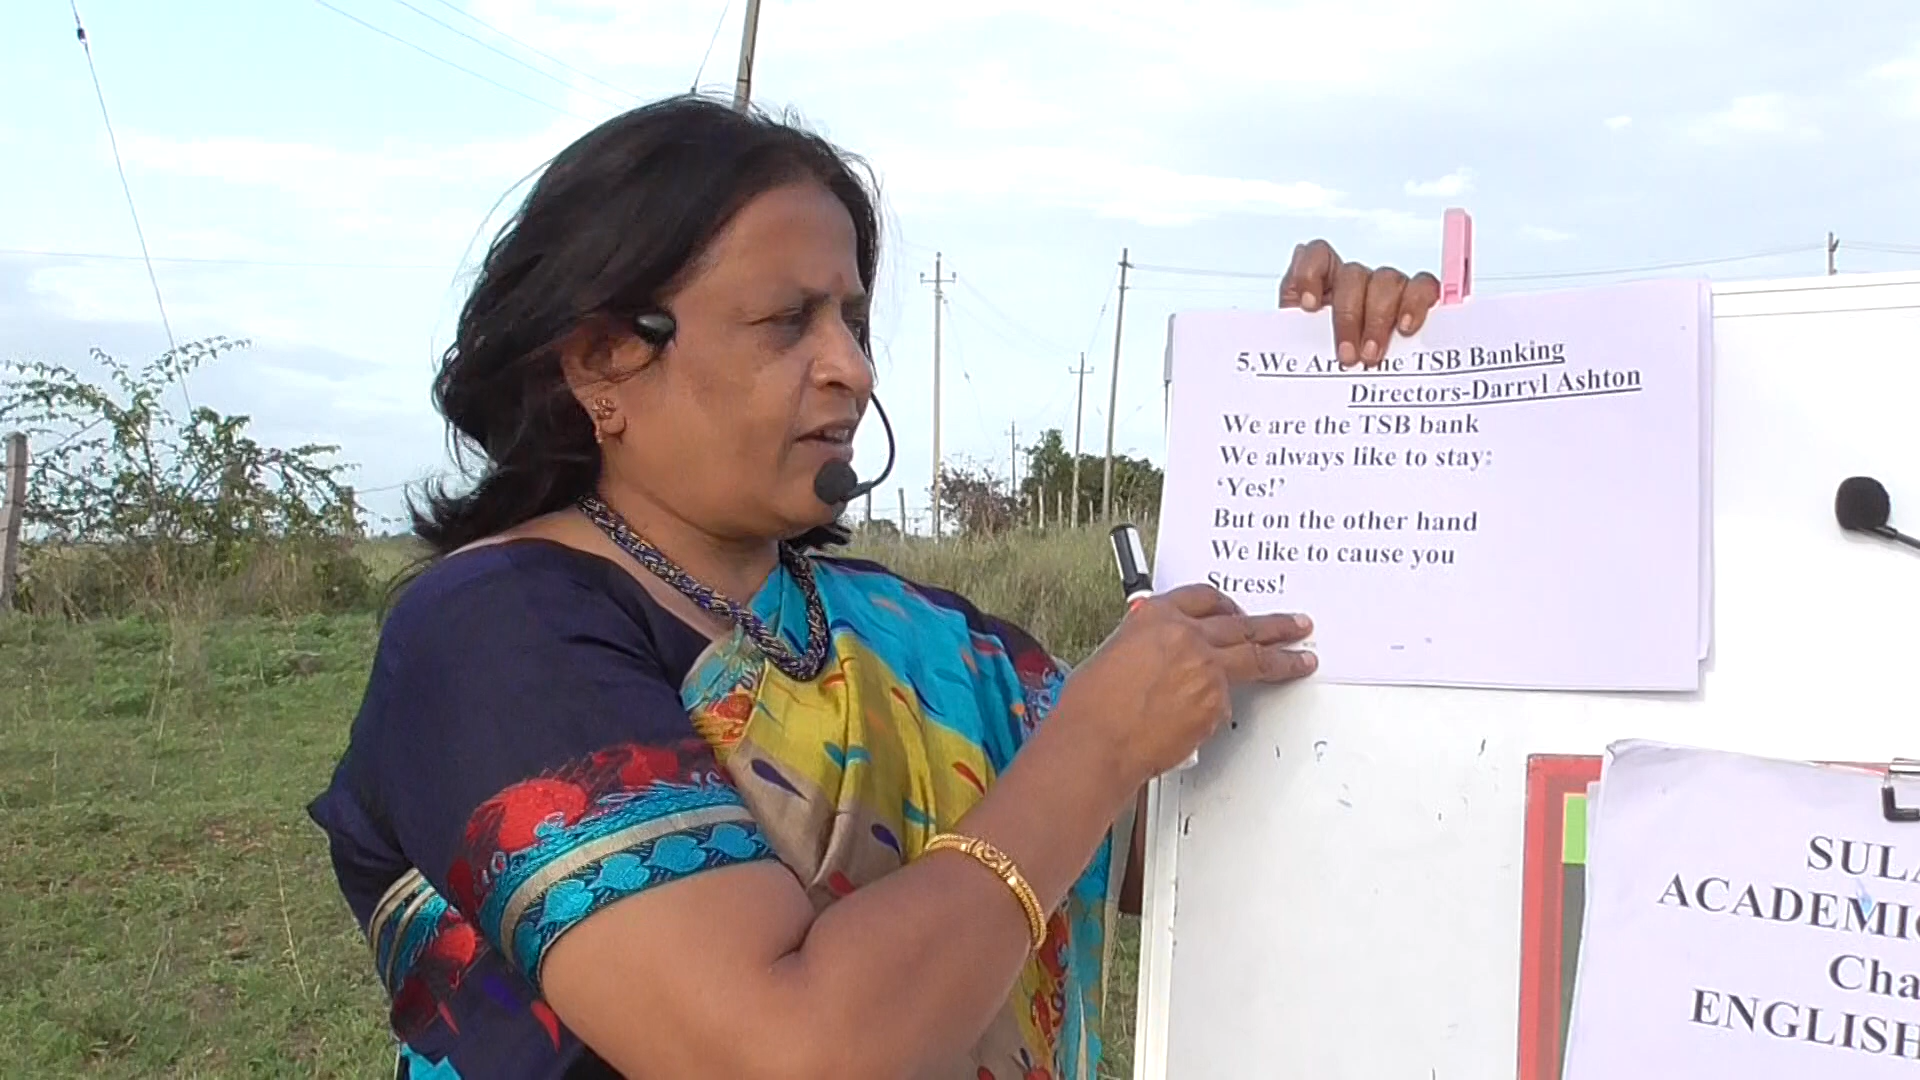 5.We Are The TSB Banking
Directors-Darryl Ashton
We are the TSB bank
We always like to stay:
‘Yes!’
But on the other hand
We like to cause you
Stress!
SULA
ACADEMIC
Cha
ENGLISH